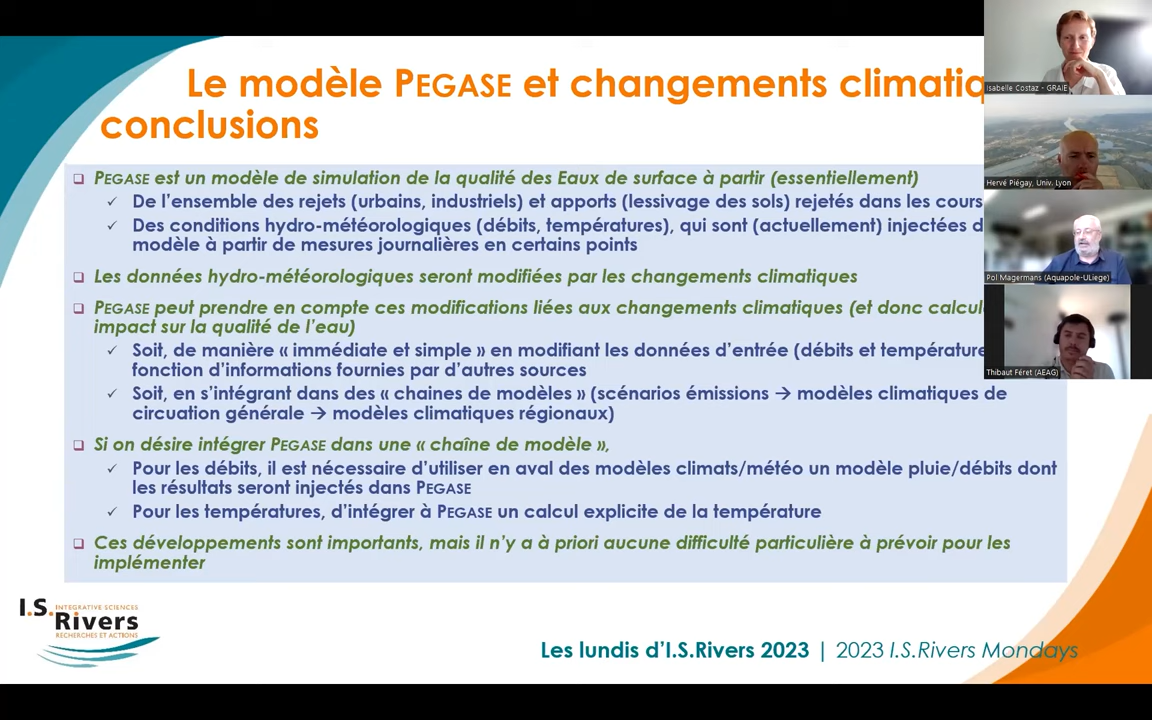 Le modèle PEGASE et changements climatiq
conclusions
PEGASE est un modèle de simulation de la qualité des Eaux de surface à partir (essentiellement)
De l'ensemble des rejets (urbains, industriels) et apports (lessivage des sols) rejetés dans les cours
Des conditions hydro-météorologiques (débits, températures), qui sont (actuellement) injectées d
modèle à partir de mesures journalières en certains points
Les données hydro-météorologiques seront modifiées par les changements climatiques
PEGASE peut prendre en compte ces modifications liées aux changements climatiques (et donc calcul
impact sur la qualité de l'eau)
Soit, de manière « immédiate et simple » en modifiant les données d'entrée (débits et température
fonction d'informations fournies par d'autres sources
Soit, en s'intégrant dans des « chaines de modèles » (scénarios émissions → modèles climatiques de
circuation générale → modèles climatiques régionaux)
Si on désire intégrer PEGASE dans une « chaîne de modèle »,
Pour les débits, il est nécessaire d'utiliser en aval des modèles climats/météo un modèle pluie/débits dont
les résultats seront injectés dans PEGASE
Pour les températures, d'intégrer à PEGASE un calcul explicite de la température
Ces développements sont importants, mais il n'y a à priori aucune difficulté particulière à prévoir pour les
implémenter
I.S. INTEGRATIVE SCIENCES
Rivers
RECHERCHES ET ACTIONS
Les lundis d'I.S.Rivers 2023 | 2023 I.S.Rivers Mondays
Isabelle Costaz - GRAIE
Hervé Piégay, Univ. Lyon
Pol Magermans (Aquapole-ULiege)
Thibaut Féret (AEAG)